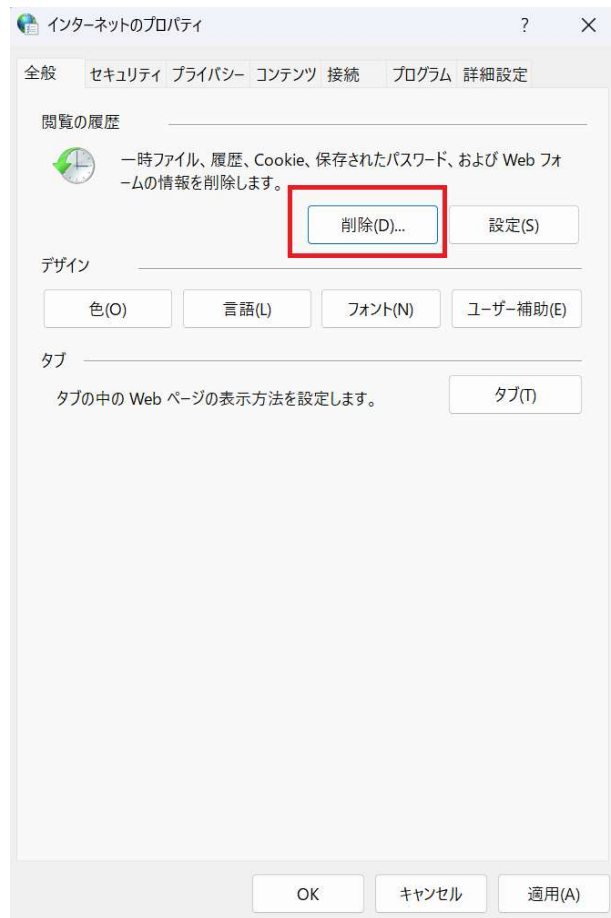 インターネットのプロパティ ? ×
全般 セキュリティ プライバシー コンテンツ 接続 プログラム 詳細設定
閲覧の履歴
一時ファイル、履歴、Cookie、保存されたパスワード、および Web フォ
ームの情報を削除します。
削除(D)... 設定(S)
デザイン
色(O) 言語(L) フォント(N) ユーザー補助(E)
タブ
タブの中の Web ページの表示方法を設定します。 タブ(T)
OK キャンセル 適用(A)